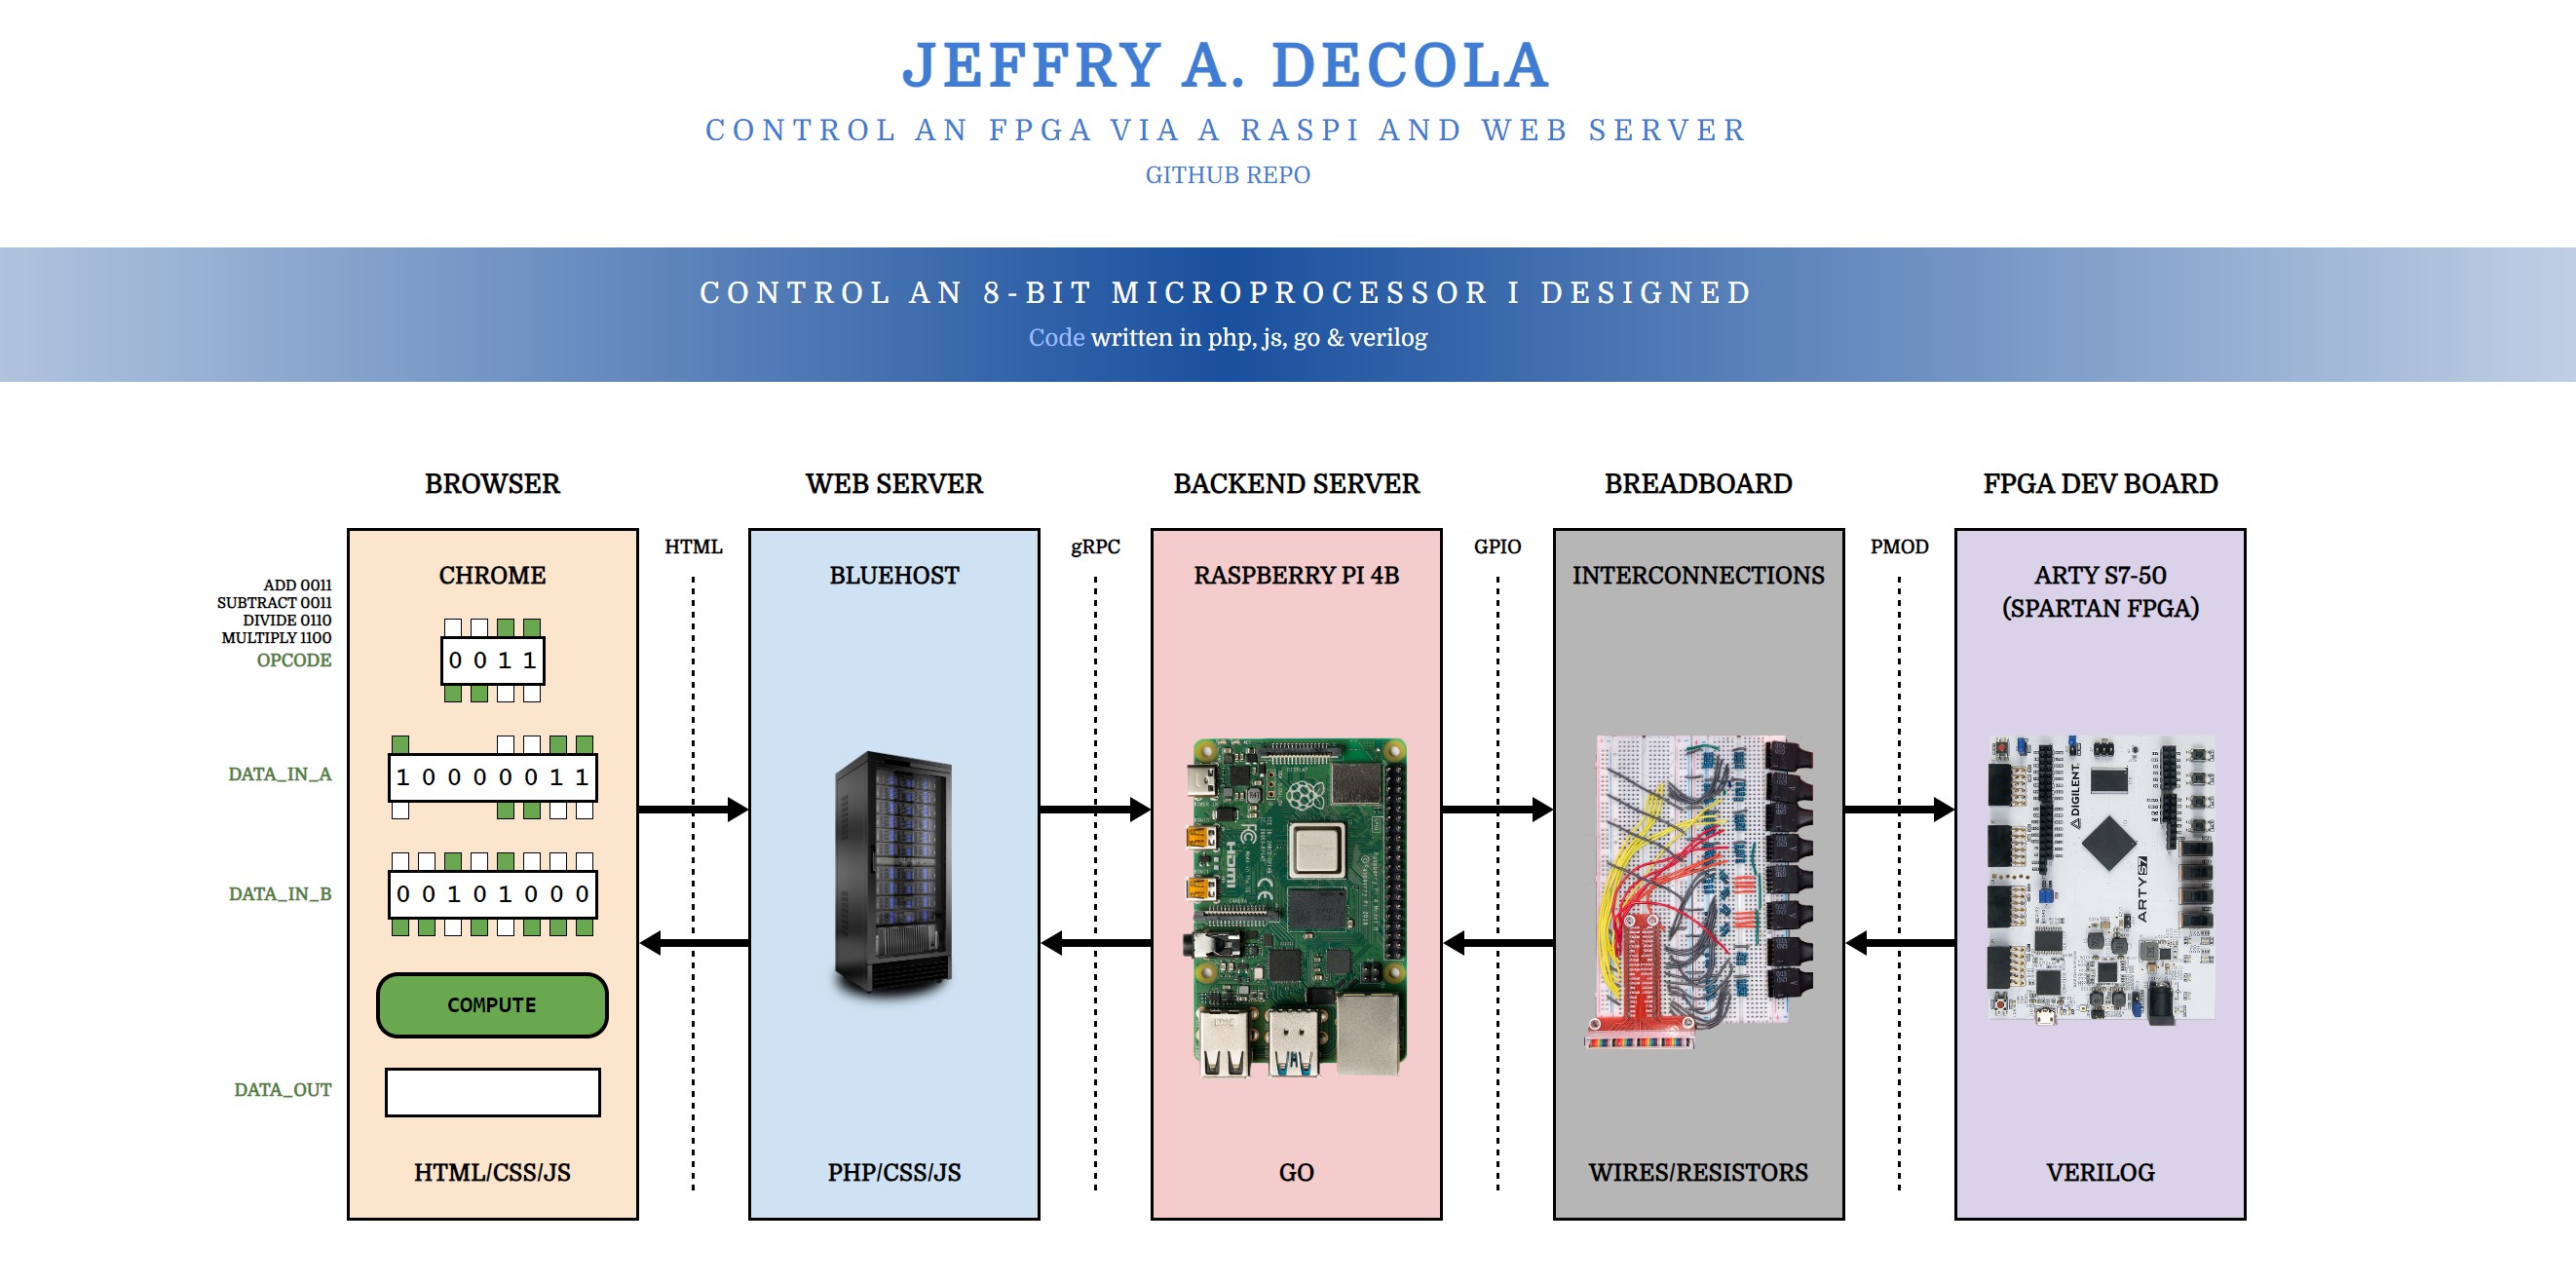 JEFFRY A. DECOLA
CONTROL AN FPGA VIA A RASPI AND WEB SERVER
GITHUB REPO
CONTROL AN 8-BIT MICROPROCESSOR I DESIGNED
Code written in php, js, go & verilog
BROWSER
WEB SERVER
BACKEND SERVER
BREADBOARD
FPGA DEV BOARD
HTML
gRPC
GPIO
PMOD
CHROME
BLUEHOST
RASPBERRY PI 4B
INTERCONNECTIONS
ARTY S7-50
(SPARTAN FPGA)
ADD 0011
SUBTRACT 0011
DIVIDE 0110
MULTIPLY 1100
OPCODE
0 0 1 1
DATA_IN_A
1 0 0 0 0 0 1 1
DATA_IN_B
0 0 1 0 1 0 0 0
COMPUTE
DATA_OUT
HDMI
DIGILENT
ARTY S7
HTML/CSS/JS
PHP/CSS/JS
GO
WIRES/RESISTORS
VERILOG